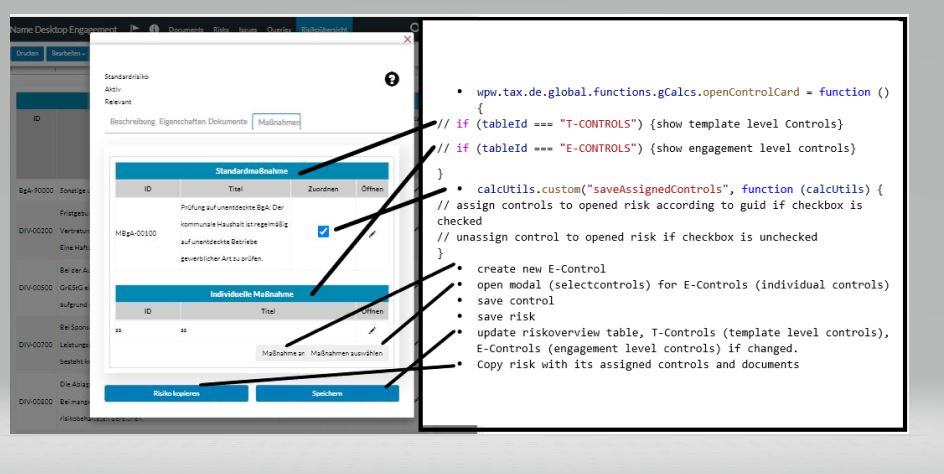 Name Desktop Engagement Documents Risks Issues Queries Risikoübersicht
Drucken Bearbeiten
Standardrisiko
Aktiv
Relevant
Beschreibung Eigenschaften Dokumente Maßnahmen
Standardmaßnahme
ID Titel Zuordnen Öffnen
MBgA-00100
Prüfung auf unentdeckte BgA: Der
kommunale Haushalt ist regelmäßig
auf unentdeckte Betriebe
gewerblicher Art zu prüfen.
Individuelle Maßnahme
ID Titel Öffnen
ss ss
Maßnahme an Maßnahmen auswählen
Risiko kopieren Speichern
ID
BgA-90000 Sonstige
Fristgebu
DIV-00200 Vertretun
Eine Haft
Bei der Au
DIV-00500 GrEStG e
aufgrund
Bei Spons
DIV-00700 Leistungs
besteht k
Die Ablag
DIV-00800 Bei mange
• wpw.tax.de.global.functions.gCalcs.openControlCard = function ()
{
// if (tableId === "T-CONTROLS") {show template level Controls}
// if (tableId === "E-CONTROLS") {show engagement level controls}
}
• calcUtils.custom("saveAssignedControls", function (calcUtils) {
// assign controls to opened risk according to guid if checkbox is
checked
// unassign control to opened risk if checkbox is unchecked
}
• create new E-Control
• open modal (selectcontrols) for E-Controls (individual controls)
• save control
• save risk
• update riskoverview table, T-Controls (template level controls),
E-Controls (engagement level controls) if changed.
• Copy risk with its assigned controls and documents